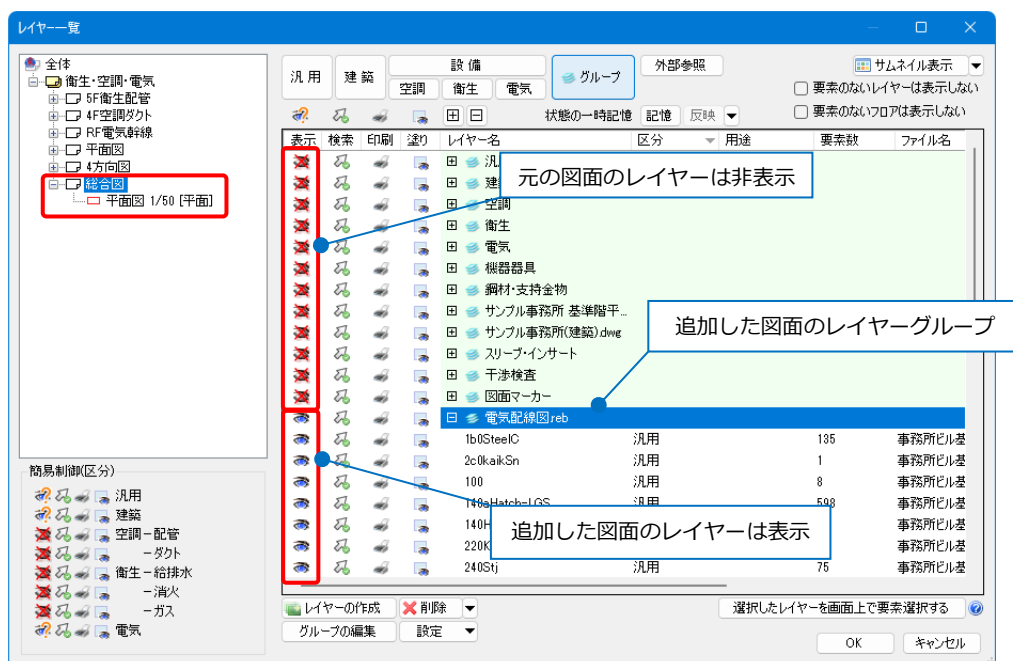 レイヤー一覧
全体
衛生・空調・電気
5F衛生配管
4F空調ダクト
RF電気幹線
平面図
4方向図
総合図
平面図 1/50 [平面]
簡易制御(区分)
汎用
建築
空調－配管
－ダクト
衛生－給排水
－消火
－ガス
電気
汎用 建築 設備 グループ 外部参照 サムネイル表示
空調 衛生 電気
要素のないレイヤーは表示しない
要素のないフロアは表示しない
状態の一時記憶 記憶 反映
表示 検索 印刷 塗り レイヤー名 区分 用途 要素数 ファイル名
汎
建
空調
衛生
電気
機器器具
鋼材・支持金物
サンプル事務所 基準階平...
サンプル事務所(建築).dwg
スリーブ・インサート
干渉検査
図面マーカー
電気配線図.reb
1b0SteelC 汎用 135 事務所ビル基
2c0kaikSn 汎用 1 事務所ビル基
100 汎用 8 事務所ビル基
140aHatch-LGS 汎用 598 事務所ビル基
140H 事務所ビル基
220K 事務所ビル基
240Stj 汎用 75 事務所ビル基
元の図面のレイヤーは非表示
追加した図面のレイヤーグループ
追加した図面のレイヤーは表示
レイヤーの作成 削除 選択したレイヤーを画面上で要素選択する
グループの編集 設定
OK キャンセル